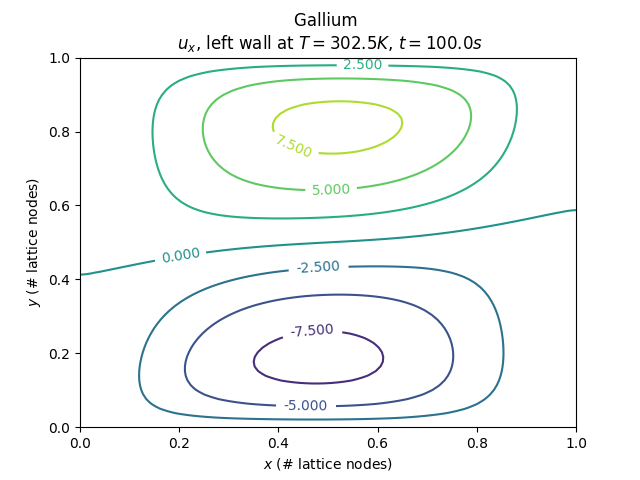 Gallium
u_x, left wall at T = 302.5K, t = 100.0s
1.0
0.8
0.6
0.4
0.2
0.0
y (# lattice nodes)
2.500
7.500
5.000
0.000
-2.500
-7.500
-5.000
0.0 0.2 0.4 0.6 0.8 1.0
x (# lattice nodes)